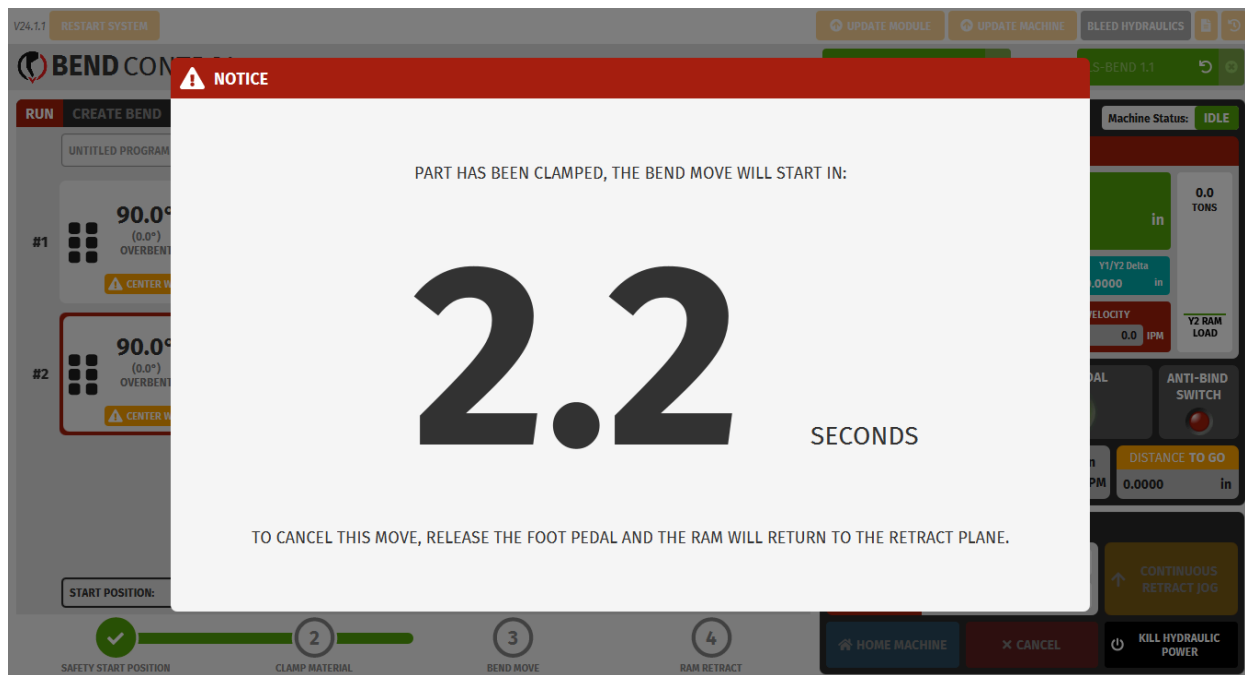 V24.1.1 RESTART SYSTEM UPDATE MODULE UPDATE MACHINE BLEED HYDRAULICS
BEND CON
S-BEND 1.1
NOTICE
RUN CREATE BEND
Machine Status: IDLE
UNTITLED PROGRAM
PART HAS BEEN CLAMPED, THE BEND MOVE WILL START IN:
#1
90.0°
(0.0°)
OVERBENT
CENTER W
in
0.0
TONS
Y1/Y2 Delta
.0000 in
VELOCITY
0.0 IPM
Y2 RAM
LOAD
2.2
SECONDS
#2
90.0°
(0.0°)
OVERBENT
CENTER W
DAL
ANTI-BIND
SWITCH
n
PM
DISTANCE TO GO
0.0000 in
TO CANCEL THIS MOVE, RELEASE THE FOOT PEDAL AND THE RAM WILL RETURN TO THE RETRACT PLANE.
START POSITION:
CONTINUOUS
RETRACT JOG
2 3 4
SAFETY START POSITION CLAMP MATERIAL BEND MOVE RAM RETRACT
HOME MACHINE CANCEL KILL HYDRAULIC
POWER